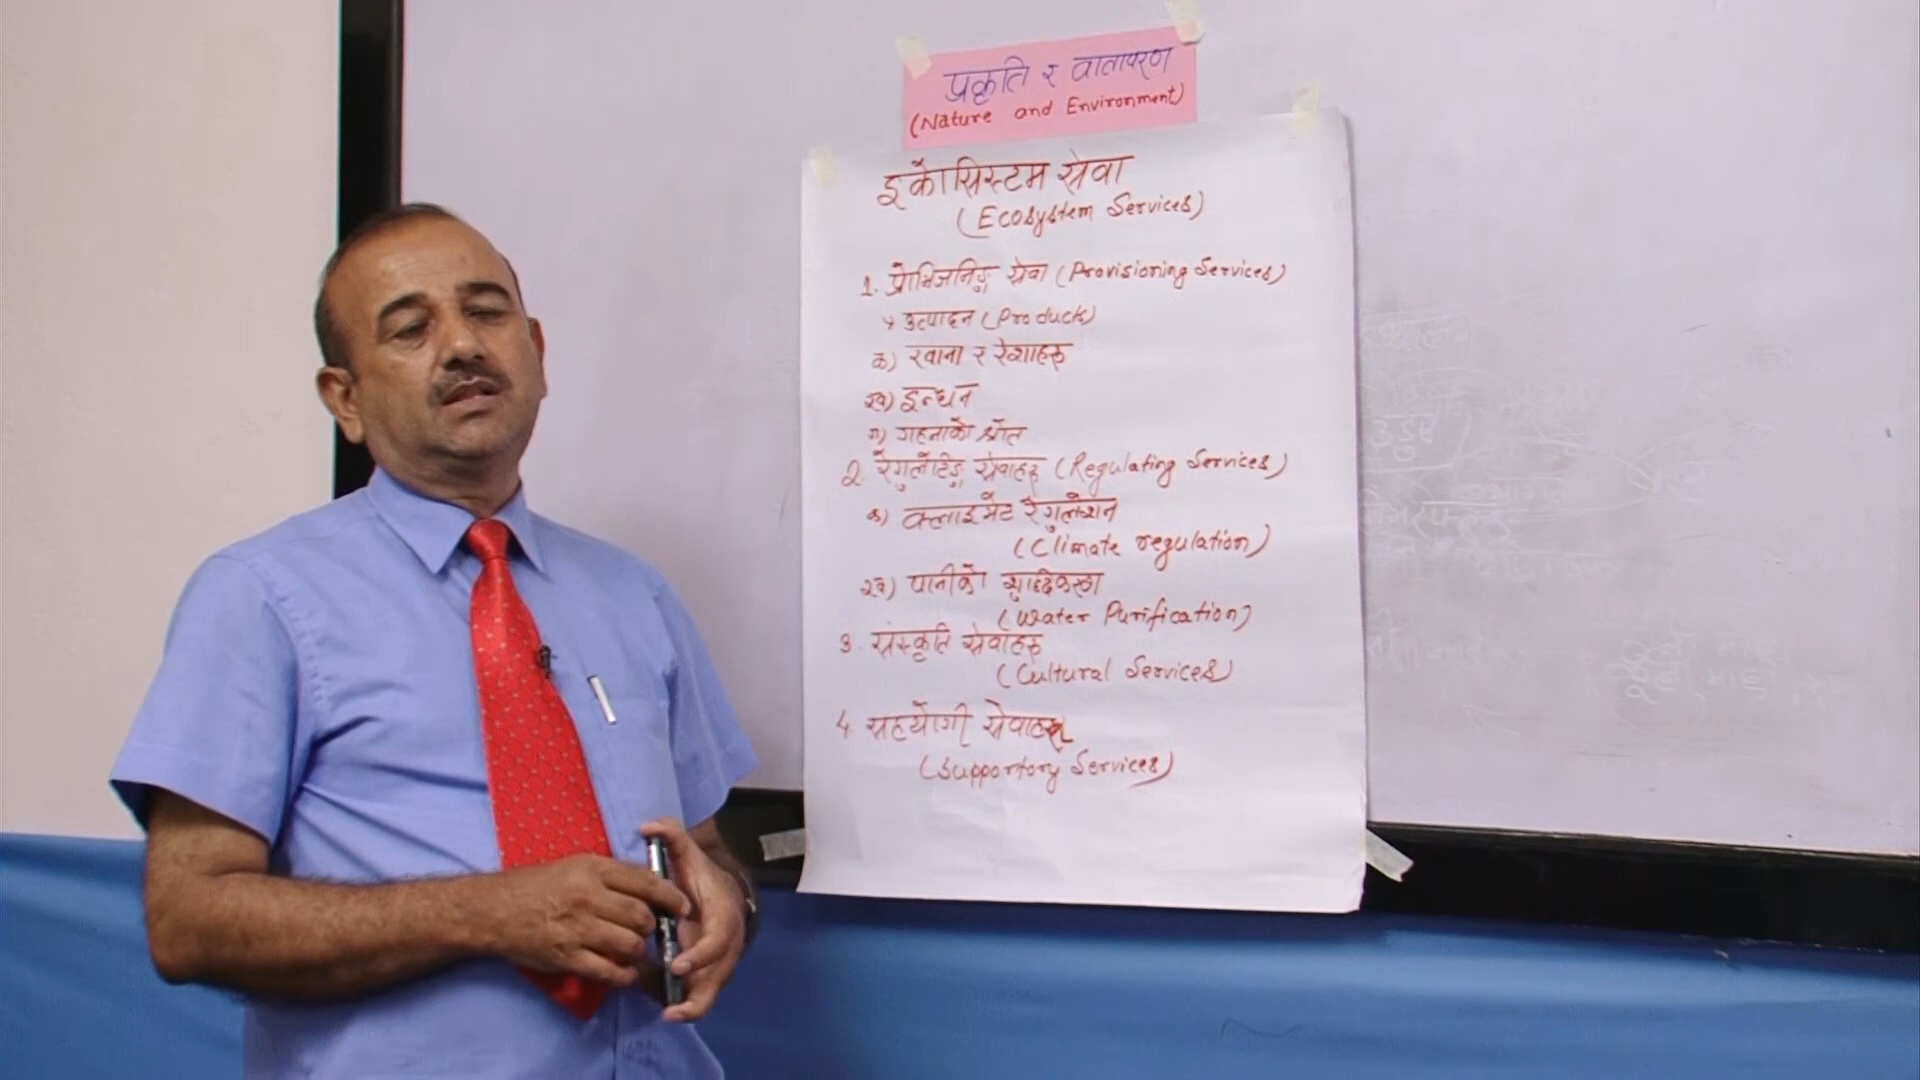 प्रकृति र वातावरण
(Nature and Environment)
इकोसिस्टम सेवा
(Ecosystem Services)
1. प्रोभिजनिङ्ग सेवा (Provisioning Services)
उत्पादन (Products)
क) खाना र रेशाहरू
ख) इन्धन
ग) गहनाको श्रोत
2. रेगुलेटिङ्ग सेवाहरू (Regulating Services)
क) क्लाइमेट रेगुलेशन
(Climate regulation)
ख) पानीको
(Water Purification)
3. संस्कृति सेवाहरू
(Cultural Services)
4. सहयोगी सेवाहरू
(Supportory Services)